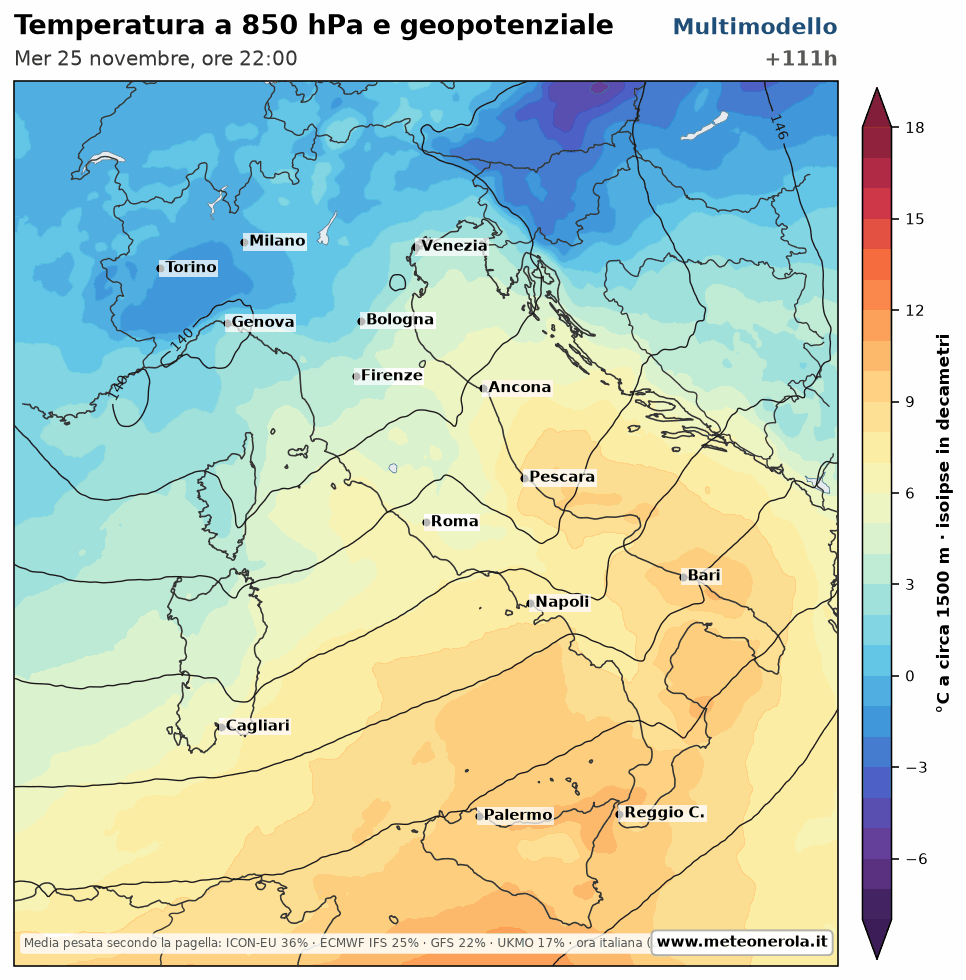 Temperatura a 850 hPa e geopotenziale
Multimodello
Mer 25 novembre, ore 22:00
+111h
146
Milano
Venezia
Torino
Genova
Bologna
140
Firenze
Ancona
Pescara
Roma
Bari
Napoli
Cagliari
Palermo
Reggio C.
18
15
12
9
6
3
0
−3
−6
°C a circa 1500 m · isoipse in decametri
Media pesata secondo la pagella: ICON-EU 36% · ECMWF IFS 25% · GFS 22% · UKMO 17% · ora italiana (
www.meteonerola.it